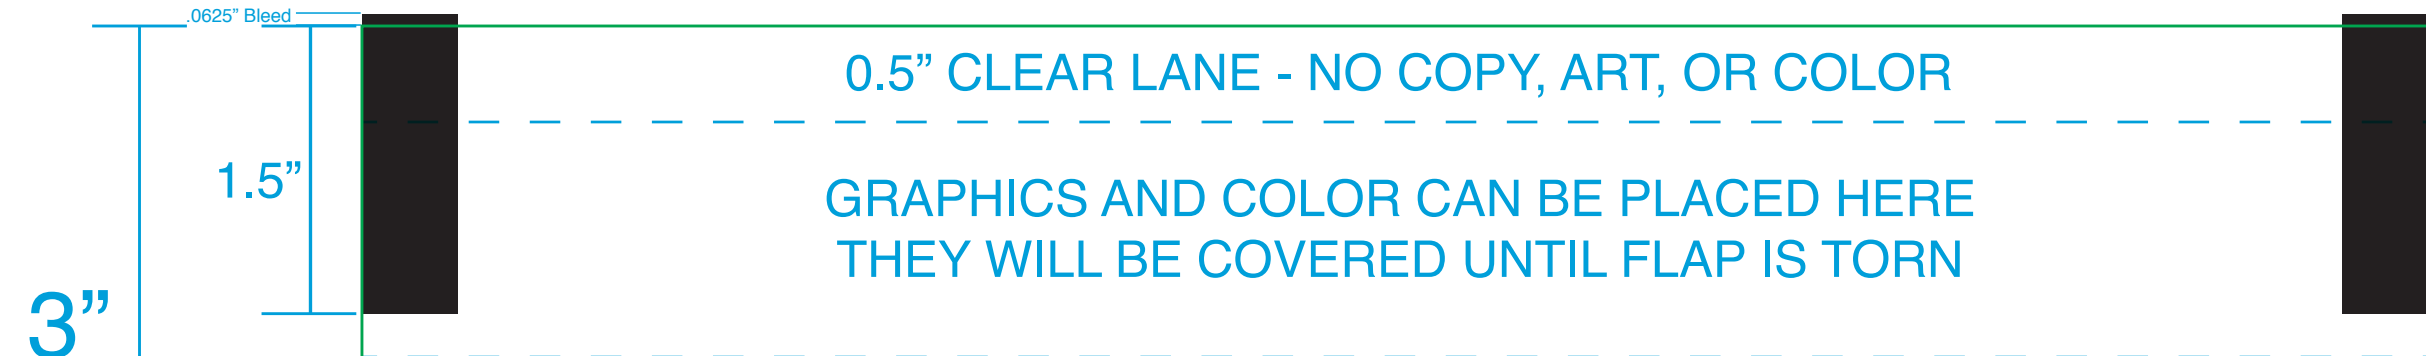 .0625” Bleed
0.5” CLEAR LANE - NO COPY, ART, OR COLOR
1.5”
GRAPHICS AND COLOR CAN BE PLACED HERE
THEY WILL BE COVERED UNTIL FLAP IS TORN
3”